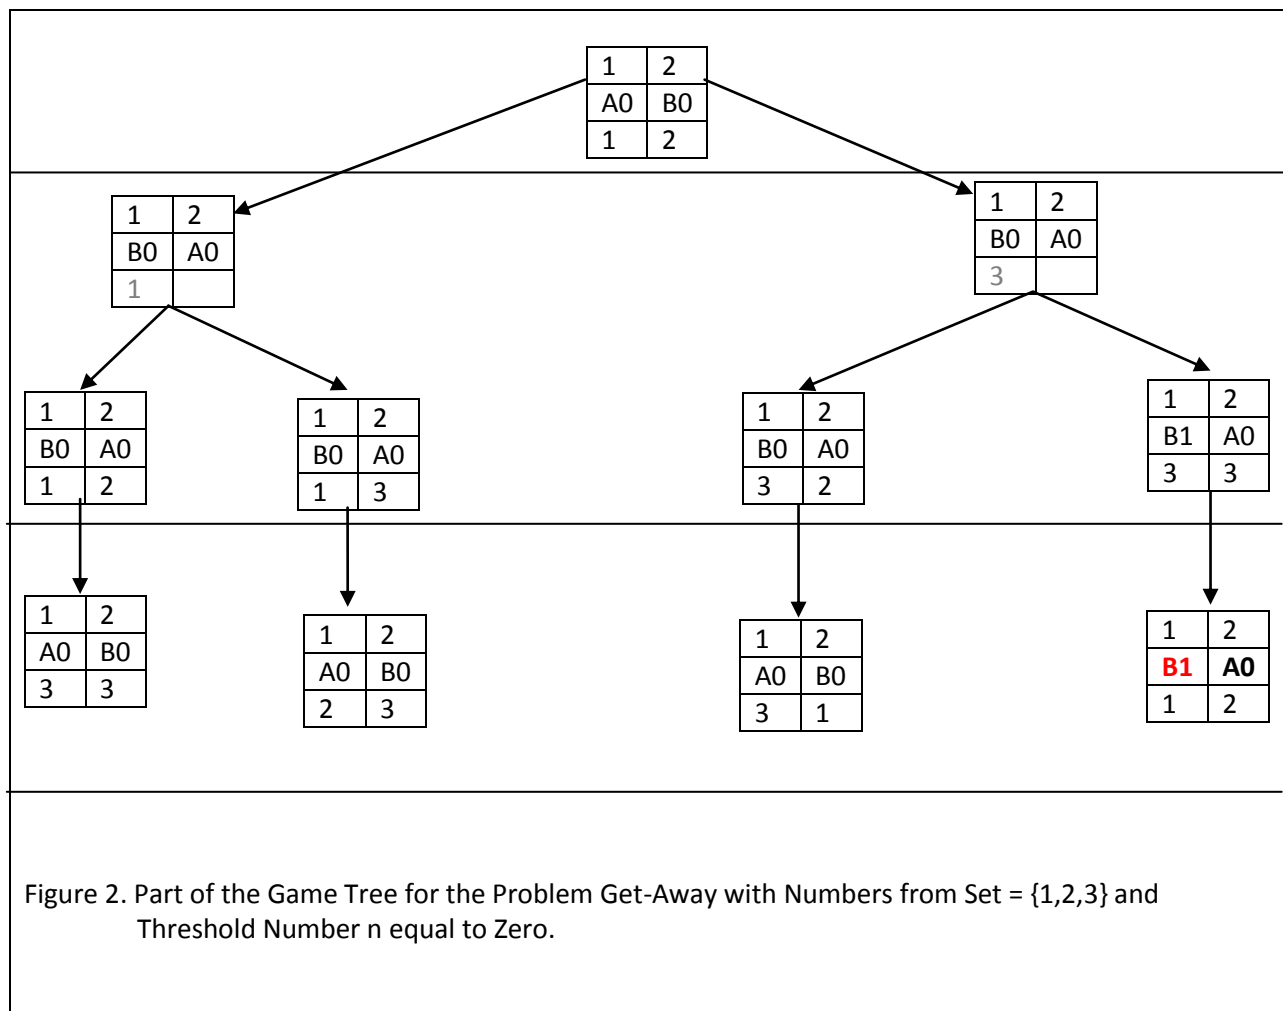 1 2
A0 B0
1 2
1 2
B0 A0
1
1 2
B0 A0
3
1 2
B0 A0
1 2
1 2
B0 A0
1 3
1 2
B0 A0
3 2
1 2
B1 A0
3 3
1 2
A0 B0
3 3
1 2
A0 B0
2 3
1 2
A0 B0
3 1
1 2
B1 A0
1 2
Figure 2. Part of the Game Tree for the Problem Get-Away with Numbers from Set = {1,2,3} and
Threshold Number n equal to Zero.